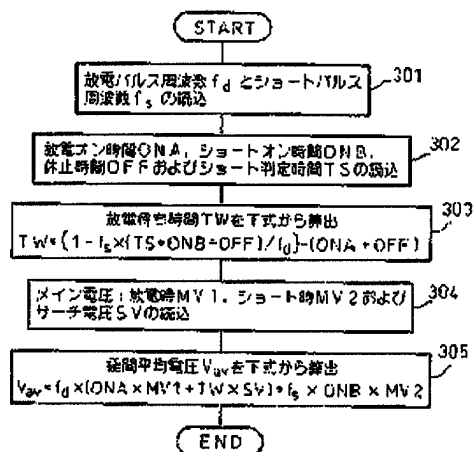 START
301
放電パルス周波数fdとショートパルス
周波数fsの読込
302
放電オン時間ONA,ショートオン時間ONB,
休止時間OFFおよびショート判定時間TSの読込
303
放電待ち時間TWを下式から算出
TW={1-fs×(TS+ONB+OFF)/fd}-(ONA+OFF)
304
メイン電圧:放電時MV1,ショート時MV2および
サーチ電圧SVの読込
305
極間平均電圧Vavを下式から算出
Vav=fd×(ONA×MV1+TW×SV)+fs×ONB×MV2
END